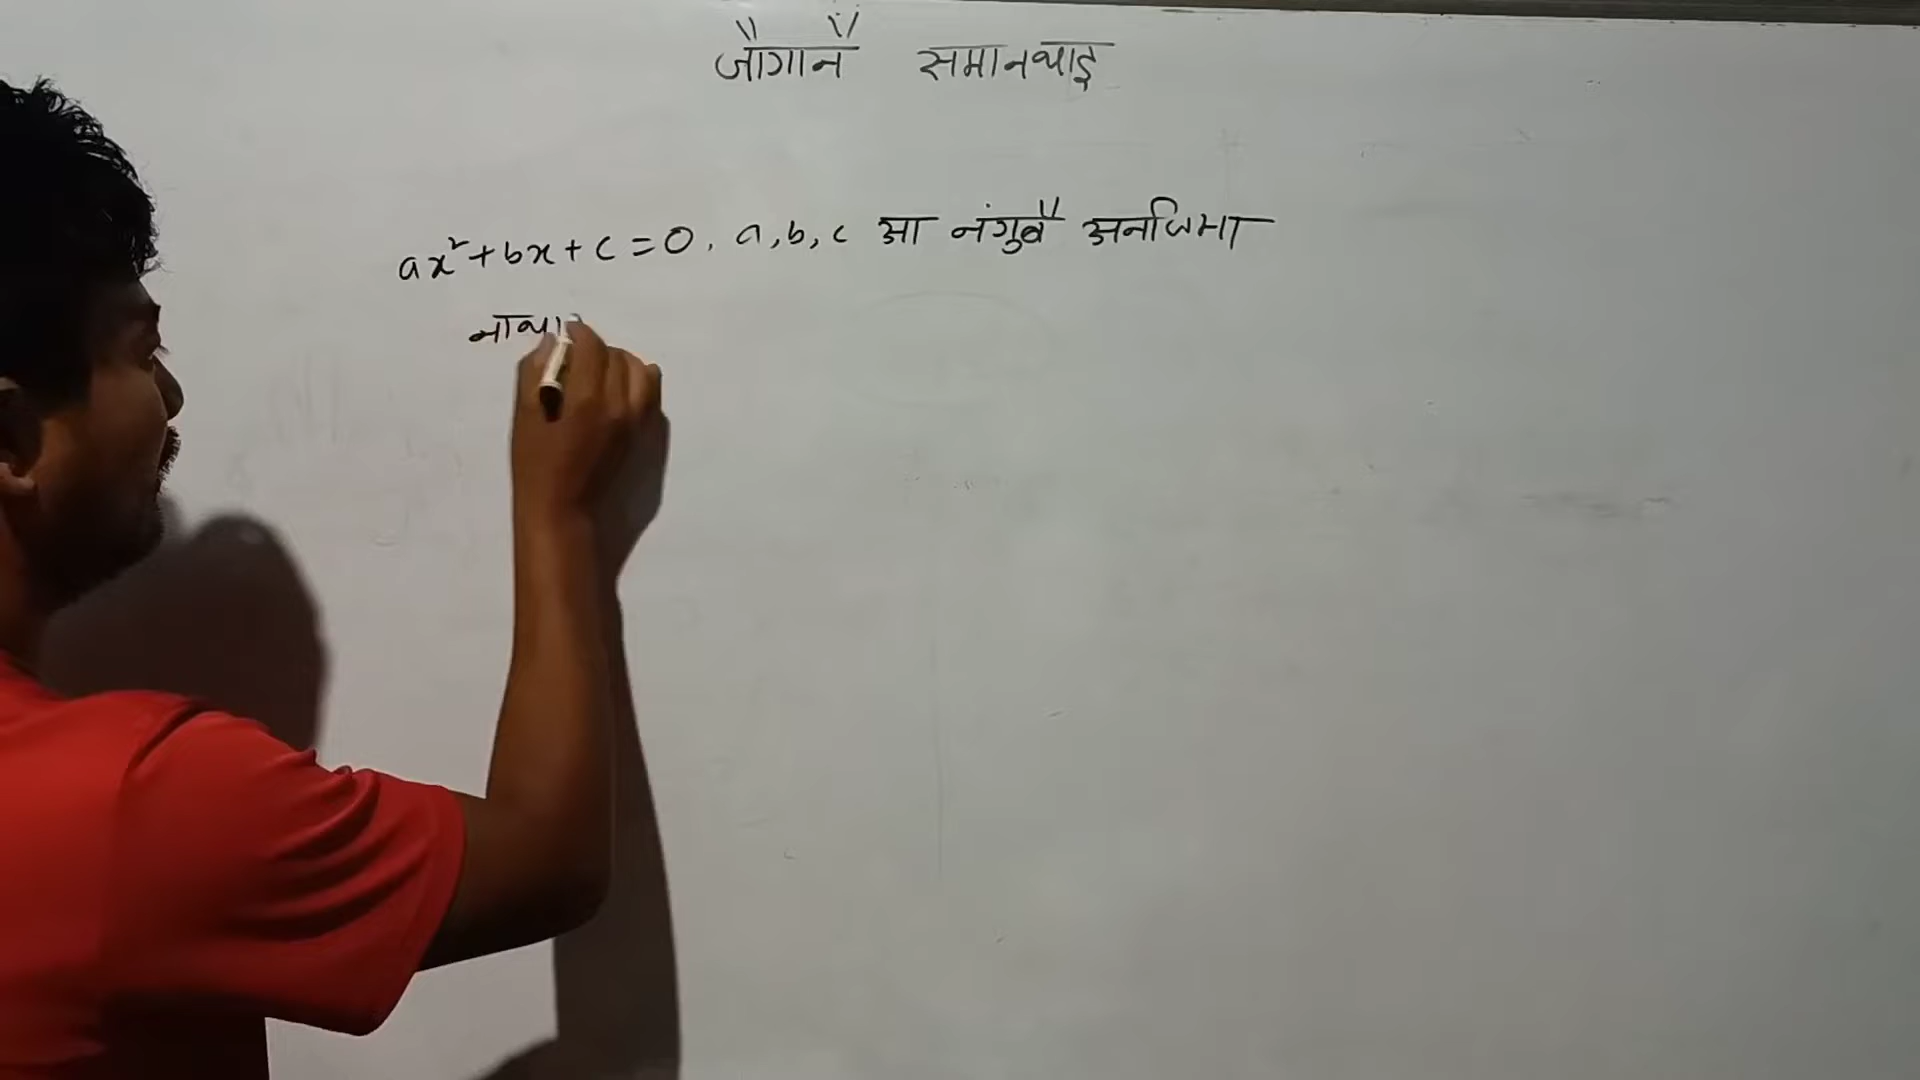 जौगानै समानथाइ
ax²+bx+c=0, a,b,c आ नंगुबै अनजिमा